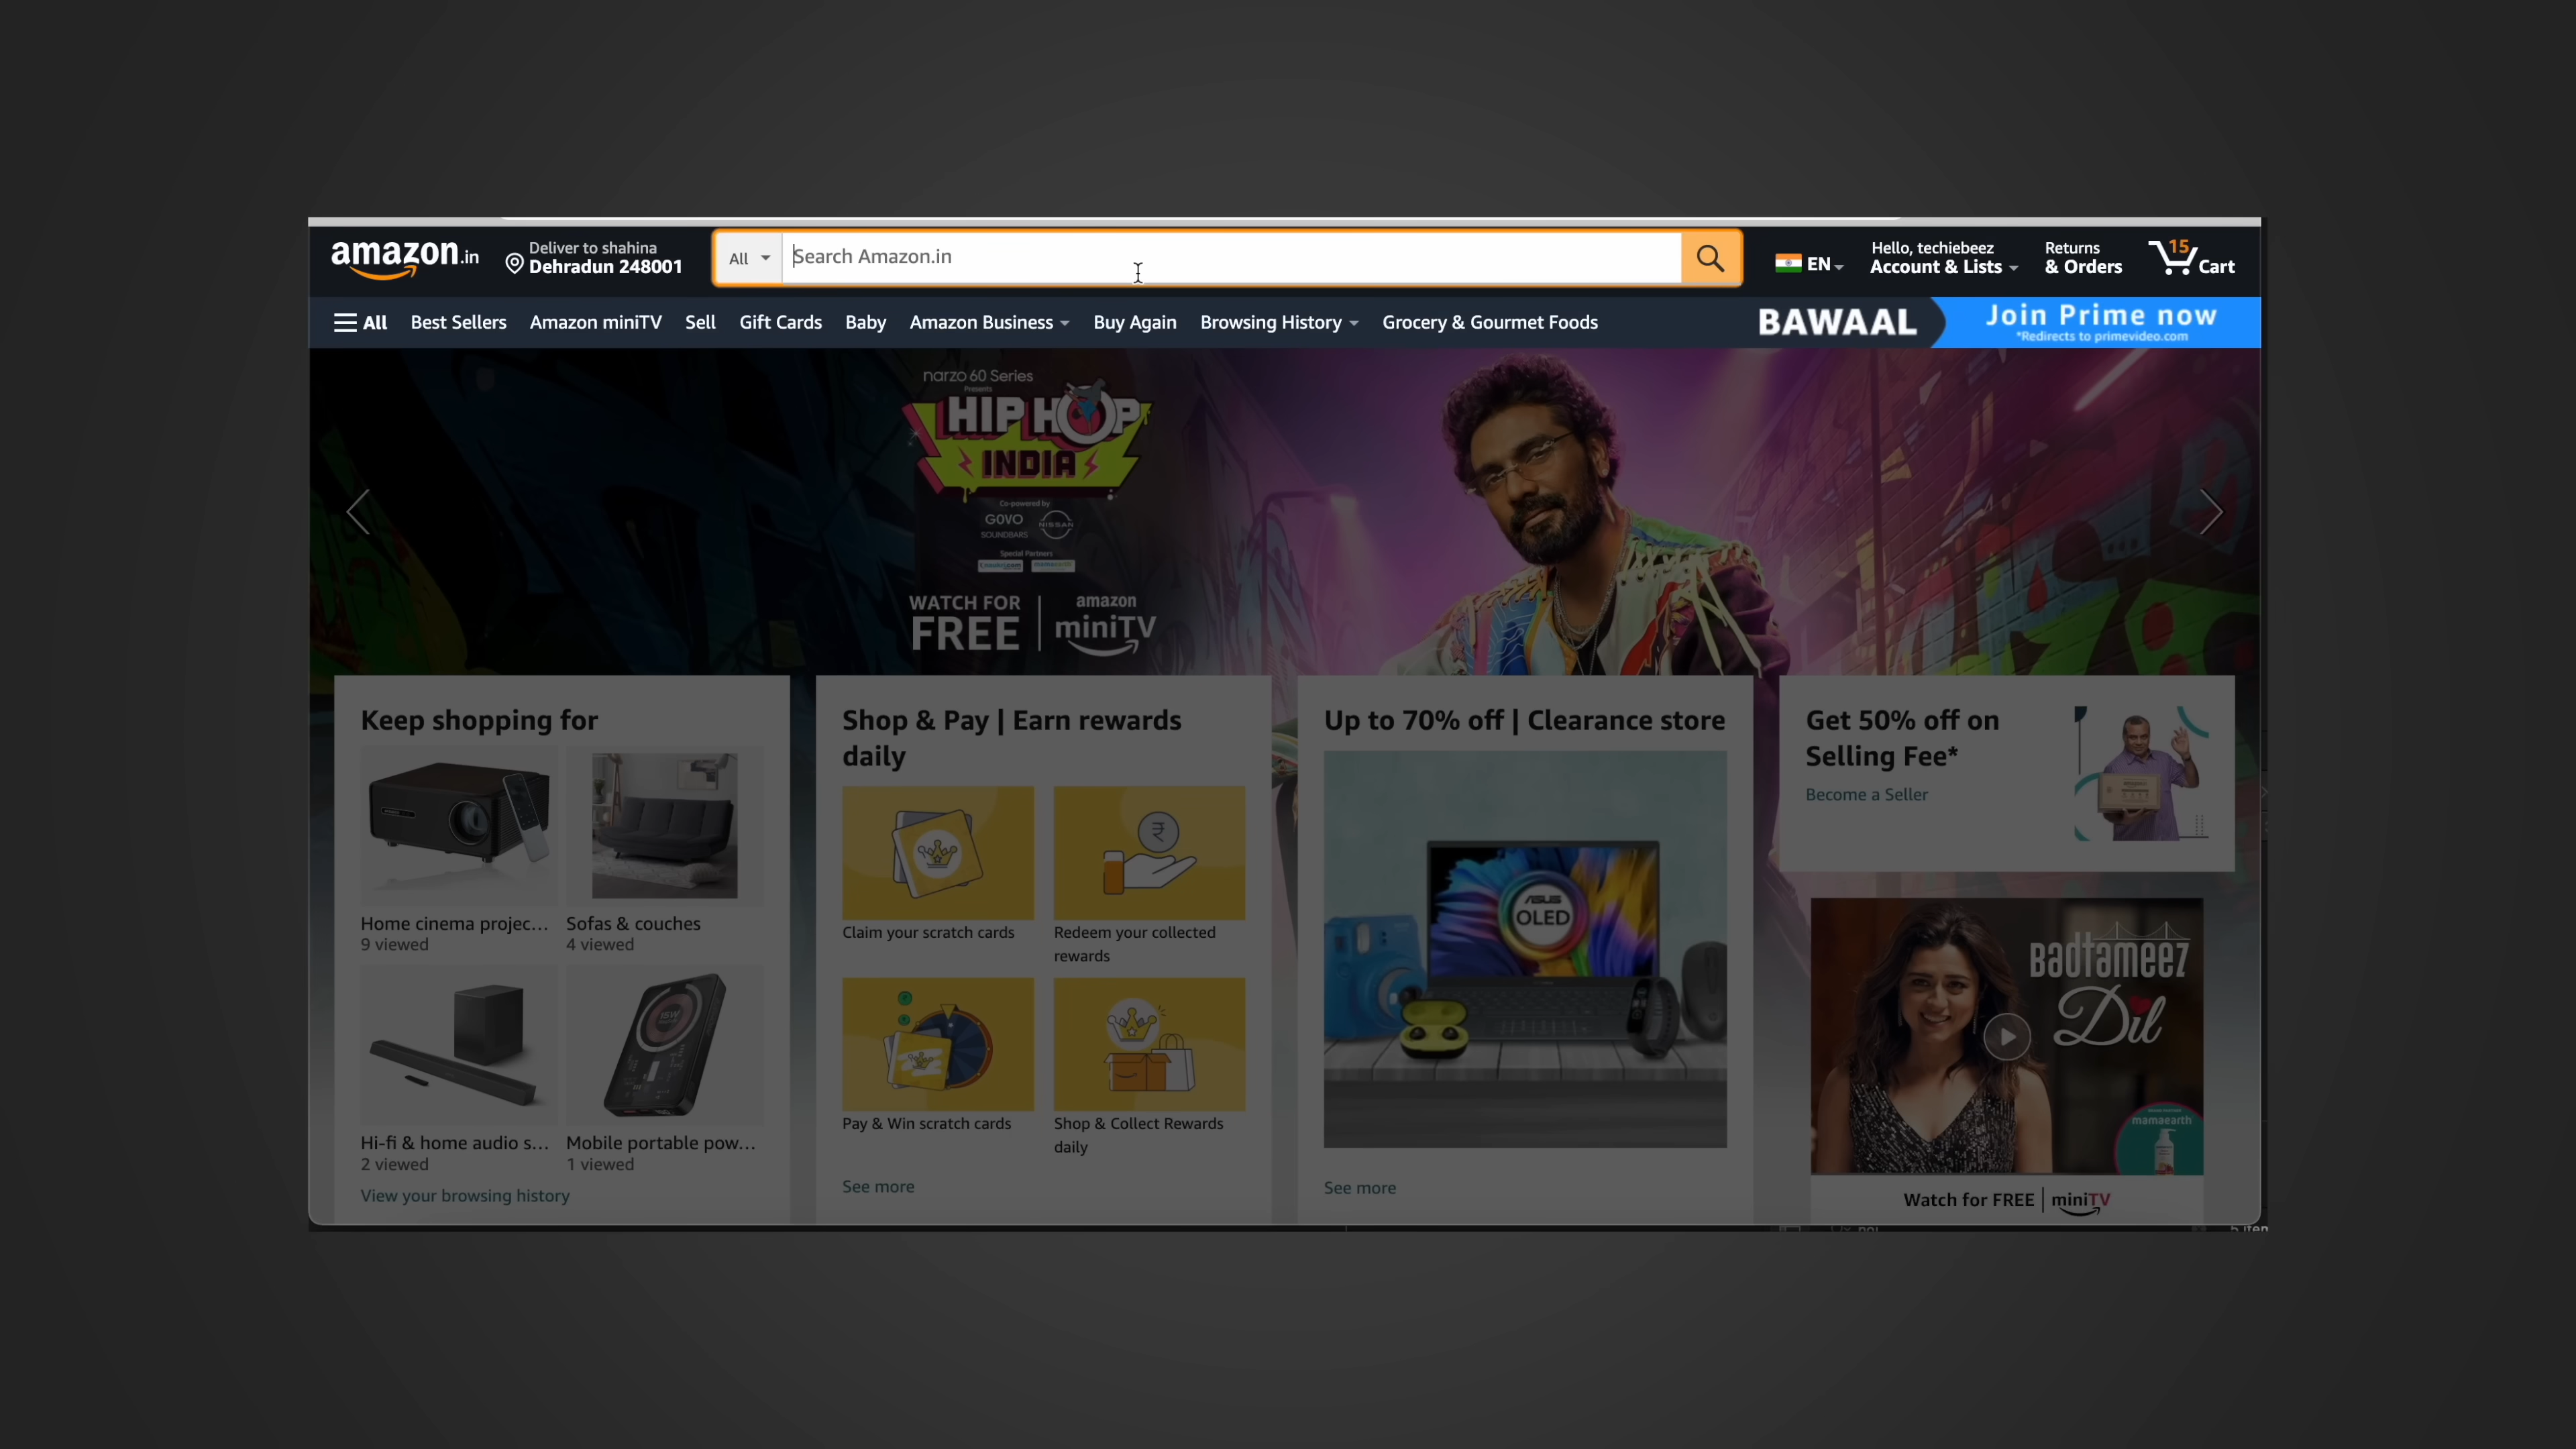 amazon.in
Deliver to shahina
Dehradun 248001
All
Search Amazon.in
EN
Hello, techiebeez
Account & Lists
Returns
& Orders
15
Cart
All
Best Sellers
Amazon miniTV
Sell
Gift Cards
Baby
Amazon Business
Buy Again
Browsing History
Grocery & Gourmet Foods
BAWAAL
Join Prime now
*Redirects to primevideo.com
narzo 60 Series
Presents
HIP HOP
INDIA
Co-powered by
GOVO
SOUNDBARS
NISSAN
Special Partners
WATCH FOR
FREE
amazon
miniTV
Keep shopping for
Home cinema projec...
9 viewed
Sofas & couches
4 viewed
Hi-fi & home audio s...
2 viewed
15W
Mobile portable pow...
1 viewed
View your browsing history
Shop & Pay | Earn rewards
daily
Claim your scratch cards
Redeem your collected
rewards
Pay & Win scratch cards
Shop & Collect Rewards
daily
See more
Up to 70% off | Clearance store
ASUS
OLED
See more
Get 50% off on
Selling Fee*
Become a Seller
BADTAMEEZ
Dil
mamaearth
Watch for FREE
miniTV